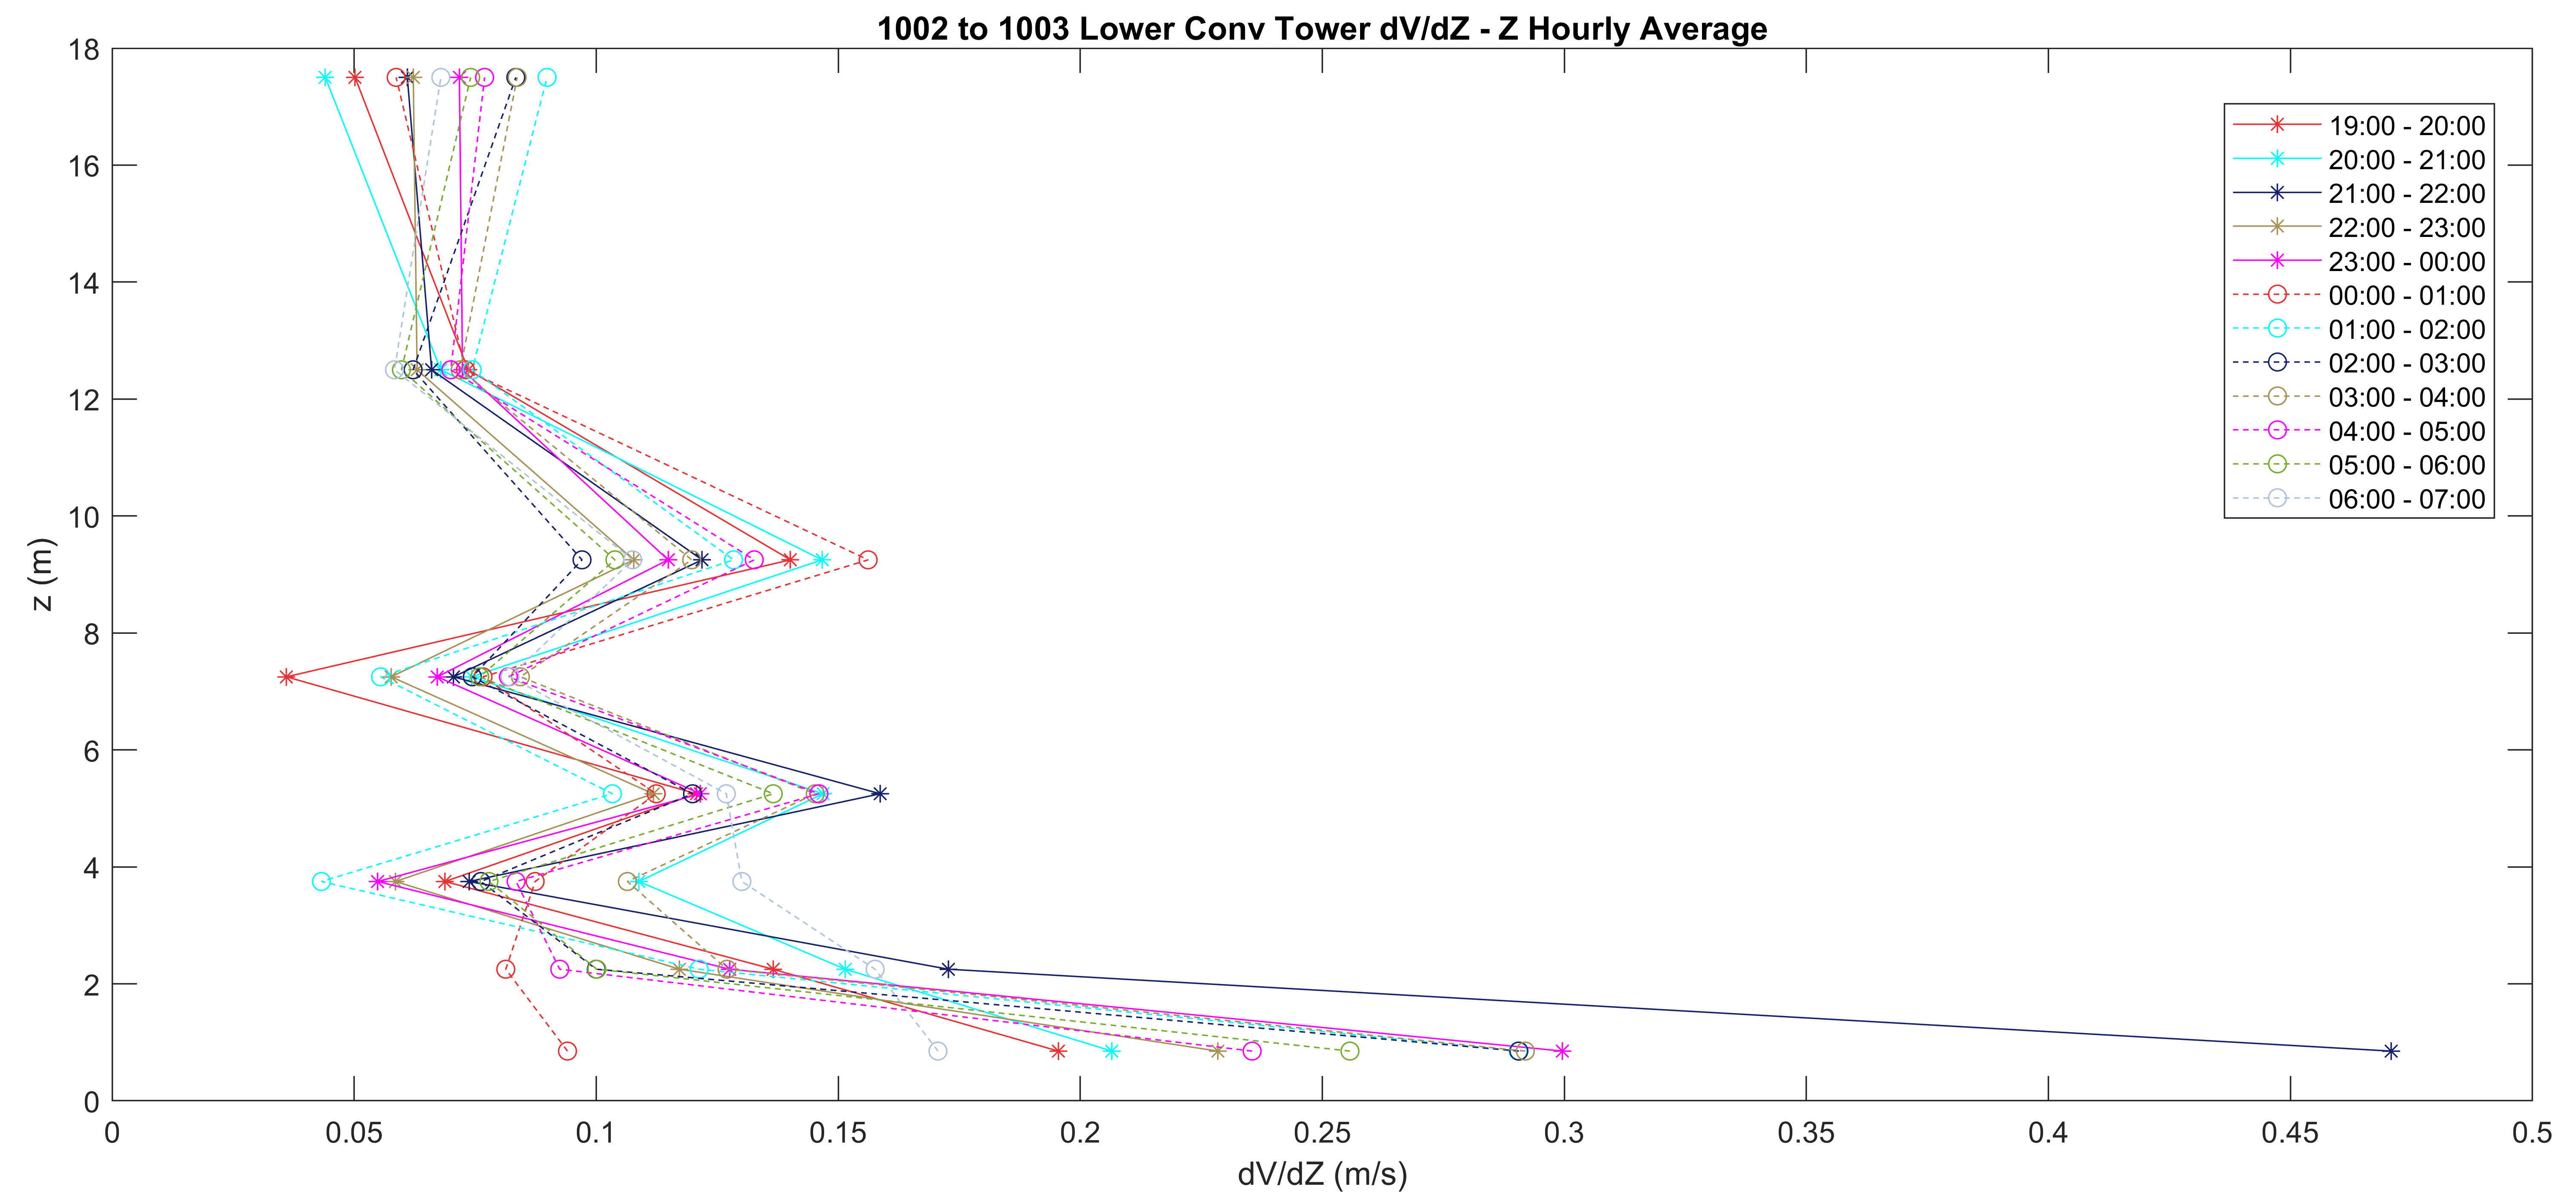 1002 to 1003 Lower Conv Tower dV/dZ - Z Hourly Average
18
16
14
12
10
8
6
4
2
0
z (m)
19:00 - 20:00
20:00 - 21:00
21:00 - 22:00
22:00 - 23:00
23:00 - 00:00
00:00 - 01:00
01:00 - 02:00
02:00 - 03:00
03:00 - 04:00
04:00 - 05:00
05:00 - 06:00
06:00 - 07:00
0 0.05 0.1 0.15 0.2 0.25 0.3 0.35 0.4 0.45 0.5
dV/dZ (m/s)